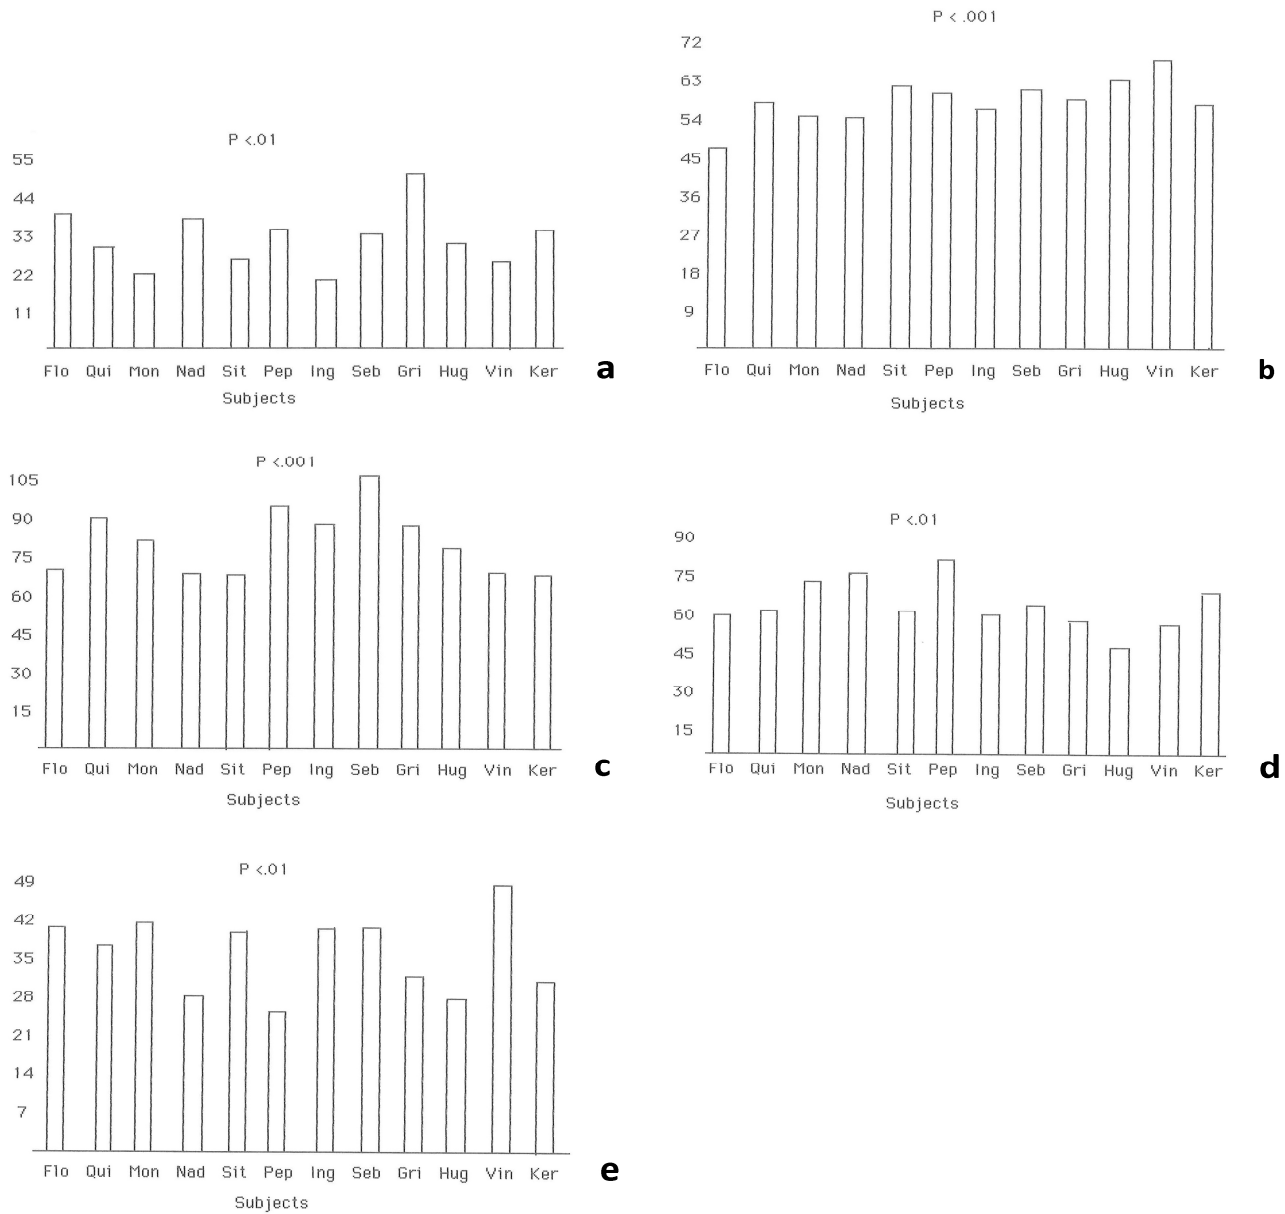 P <.01
55
44
33
22
11
Flo Qui Mon Nad Sit Pep Ing Seb Gri Hug Vin Ker
Subjects
a
P < .001
72
63
54
45
36
27
18
9
Flo Qui Mon Nad Sit Pep Ing Seb Gri Hug Vin Ker
Subjects
b
P <.001
105
90
75
60
45
30
15
Flo Qui Mon Nad Sit Pep Ing Seb Gri Hug Vin Ker
Subjects
c
P <.01
90
75
60
45
30
15
Flo Qui Mon Nad Sit Pep Ing Seb Gri Hug Vin Ker
Subjects
d
P <.01
49
42
35
28
21
14
7
Flo Qui Mon Nad Sit Pep Ing Seb Gri Hug Vin Ker
Subjects
e